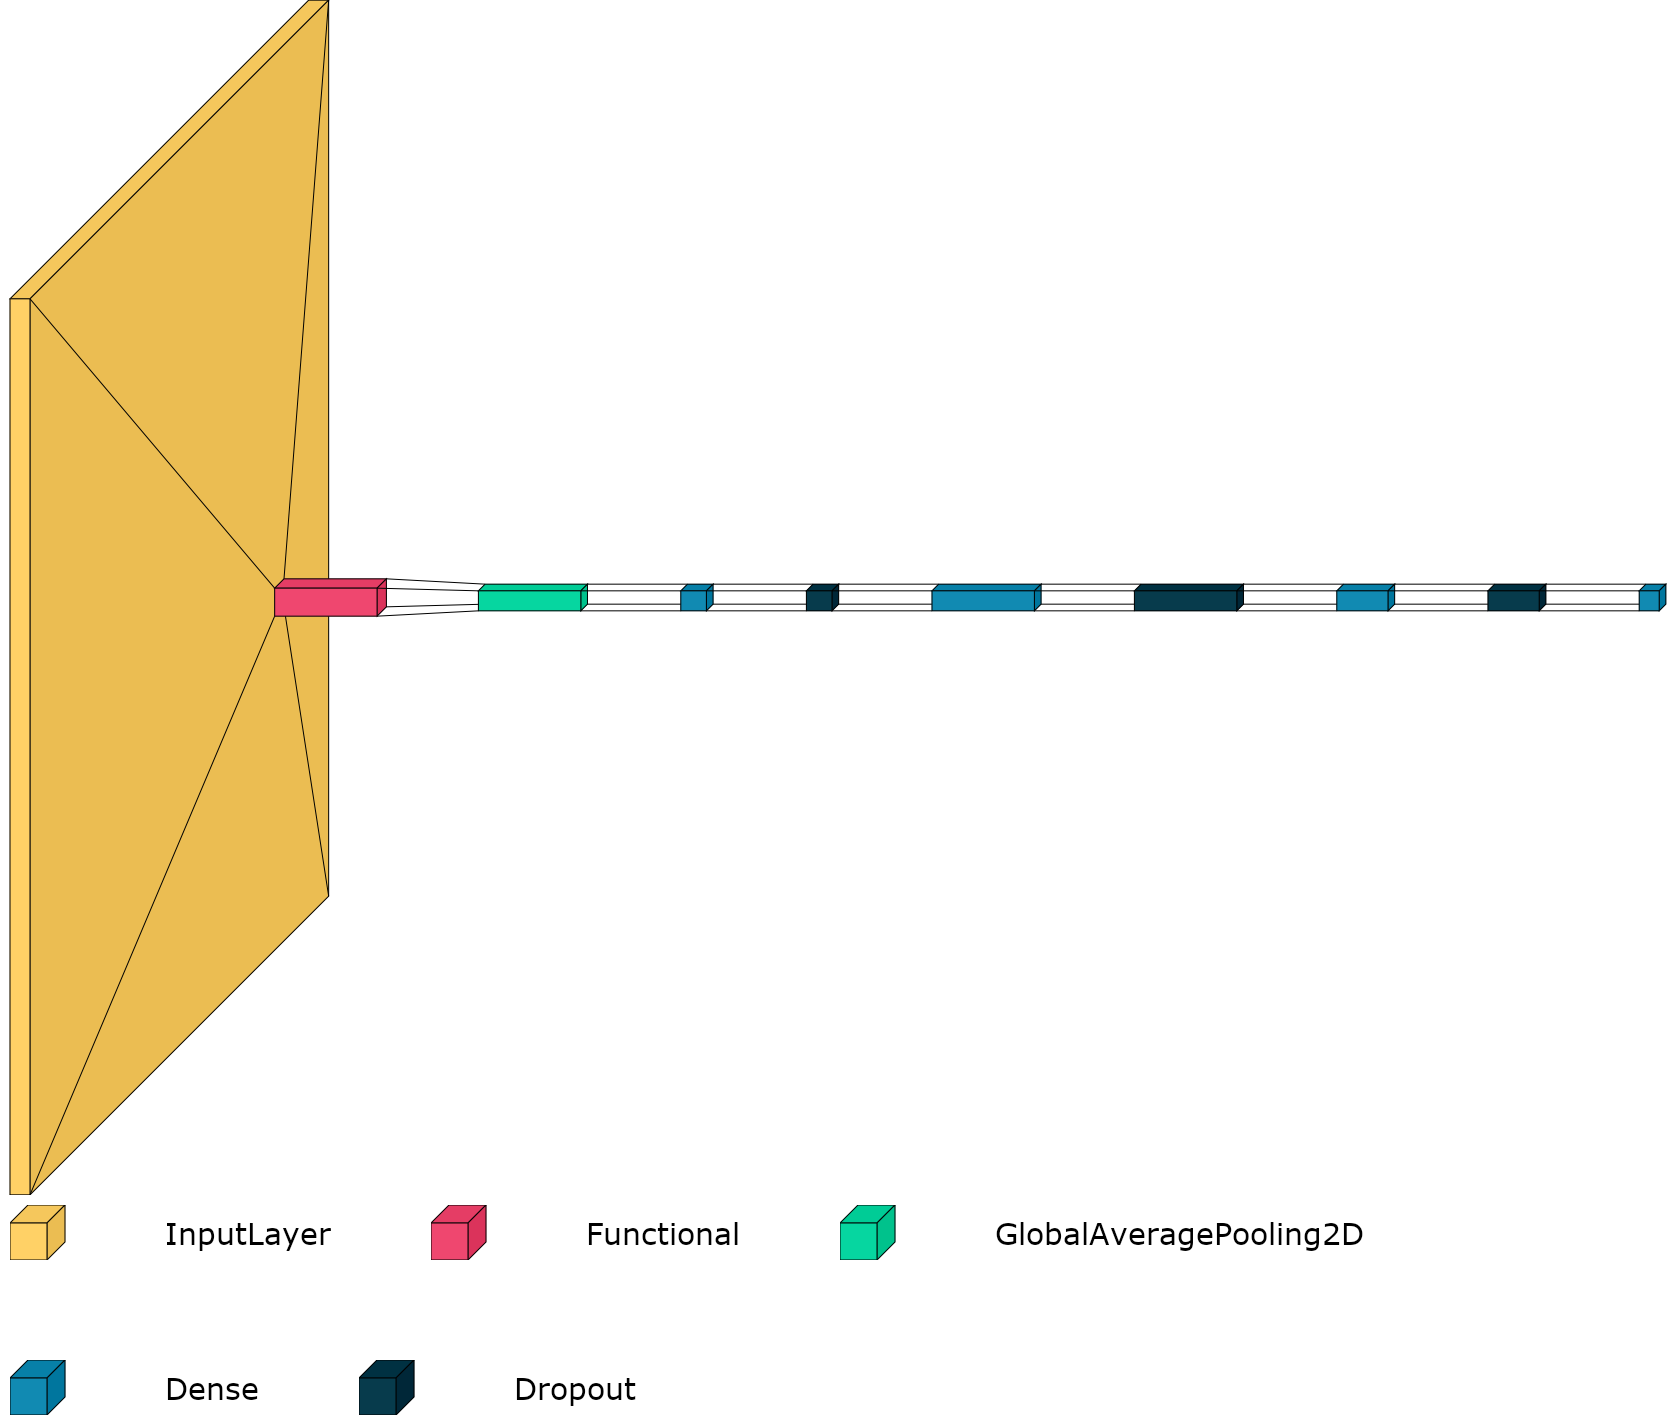 InputLayer Functional GlobalAveragePooling2D
Dense Dropout